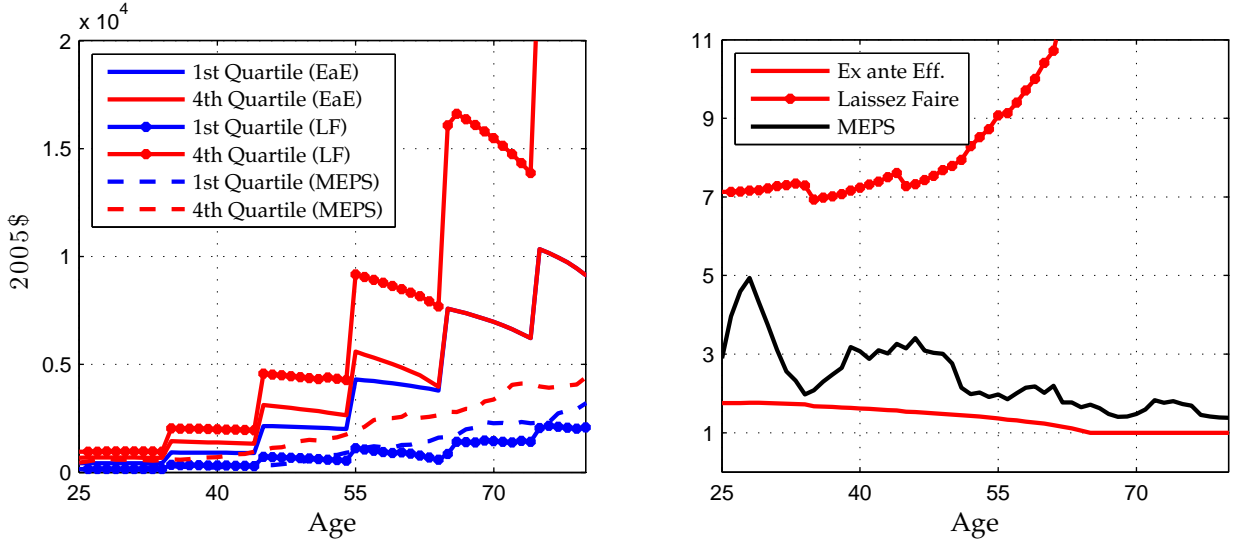 x 10⁴
2
1.5
1
0.5
0
2005$
1st Quartile (EaE)
4th Quartile (EaE)
1st Quartile (LF)
4th Quartile (LF)
1st Quartile (MEPS)
4th Quartile (MEPS)
25
40
55
70
Age
11
9
7
5
3
1
Ex ante Eff.
Laissez Faire
MEPS
25
40
55
70
Age